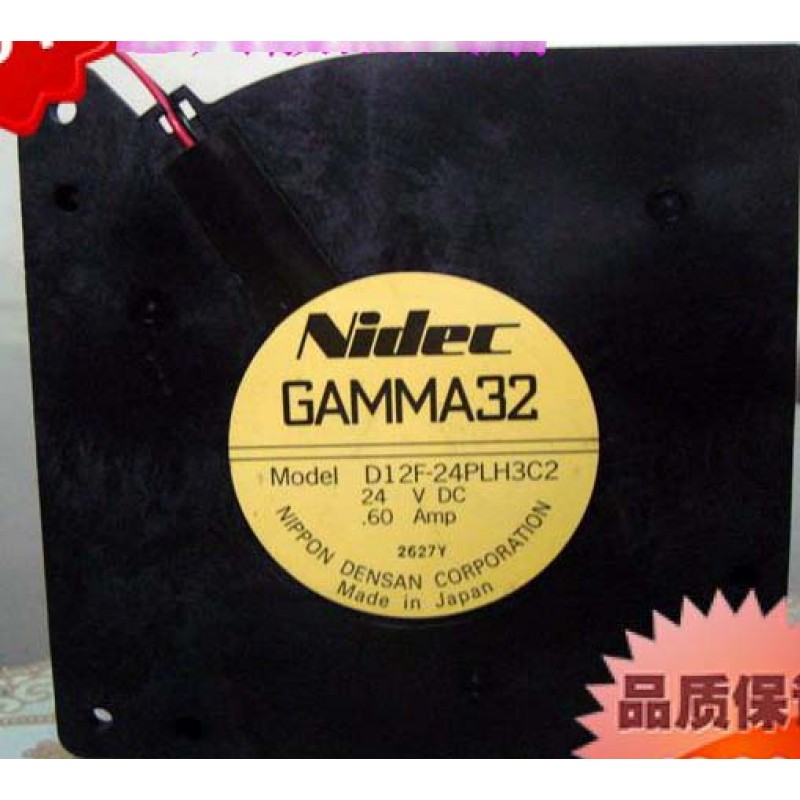 Nidec
GAMMA32
Model D12F-24PLH3C2
24 V DC
.60 Amp
2627Y
NIPPON DENSAN CORPORATION
Made in Japan
品质保